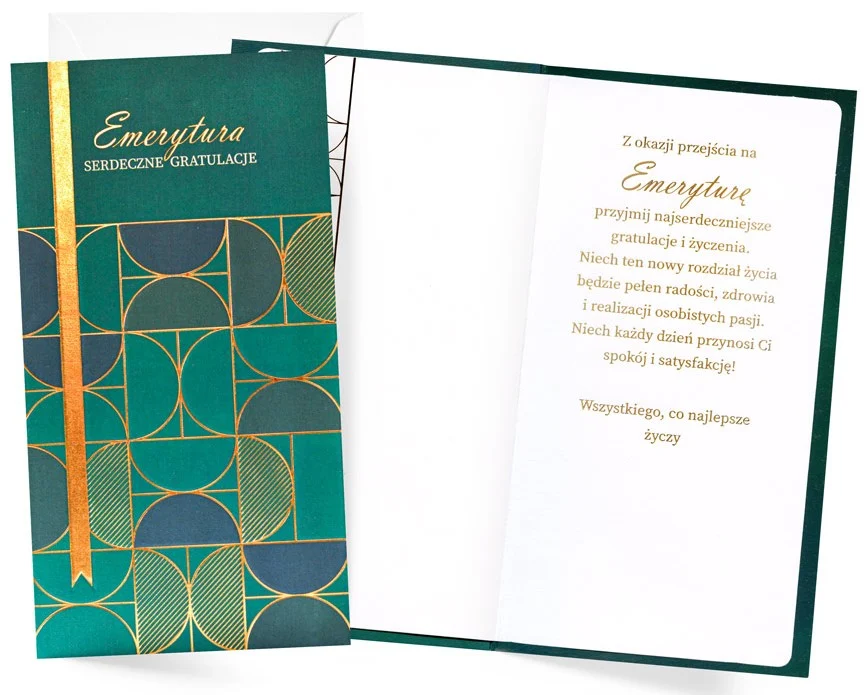 Emerytura
SERDECZNE GRATULACJE
Z okazji przejścia na
Emeryturę
przyjmij najserdeczniejsze
gratulacje i życzenia.
Niech ten nowy rozdział życia
będzie pełen radości, zdrowia
i realizacji osobistych pasji.
Niech każdy dzień przynosi Ci
spokój i satysfakcję!
Wszystkiego, co najlepsze
życzy